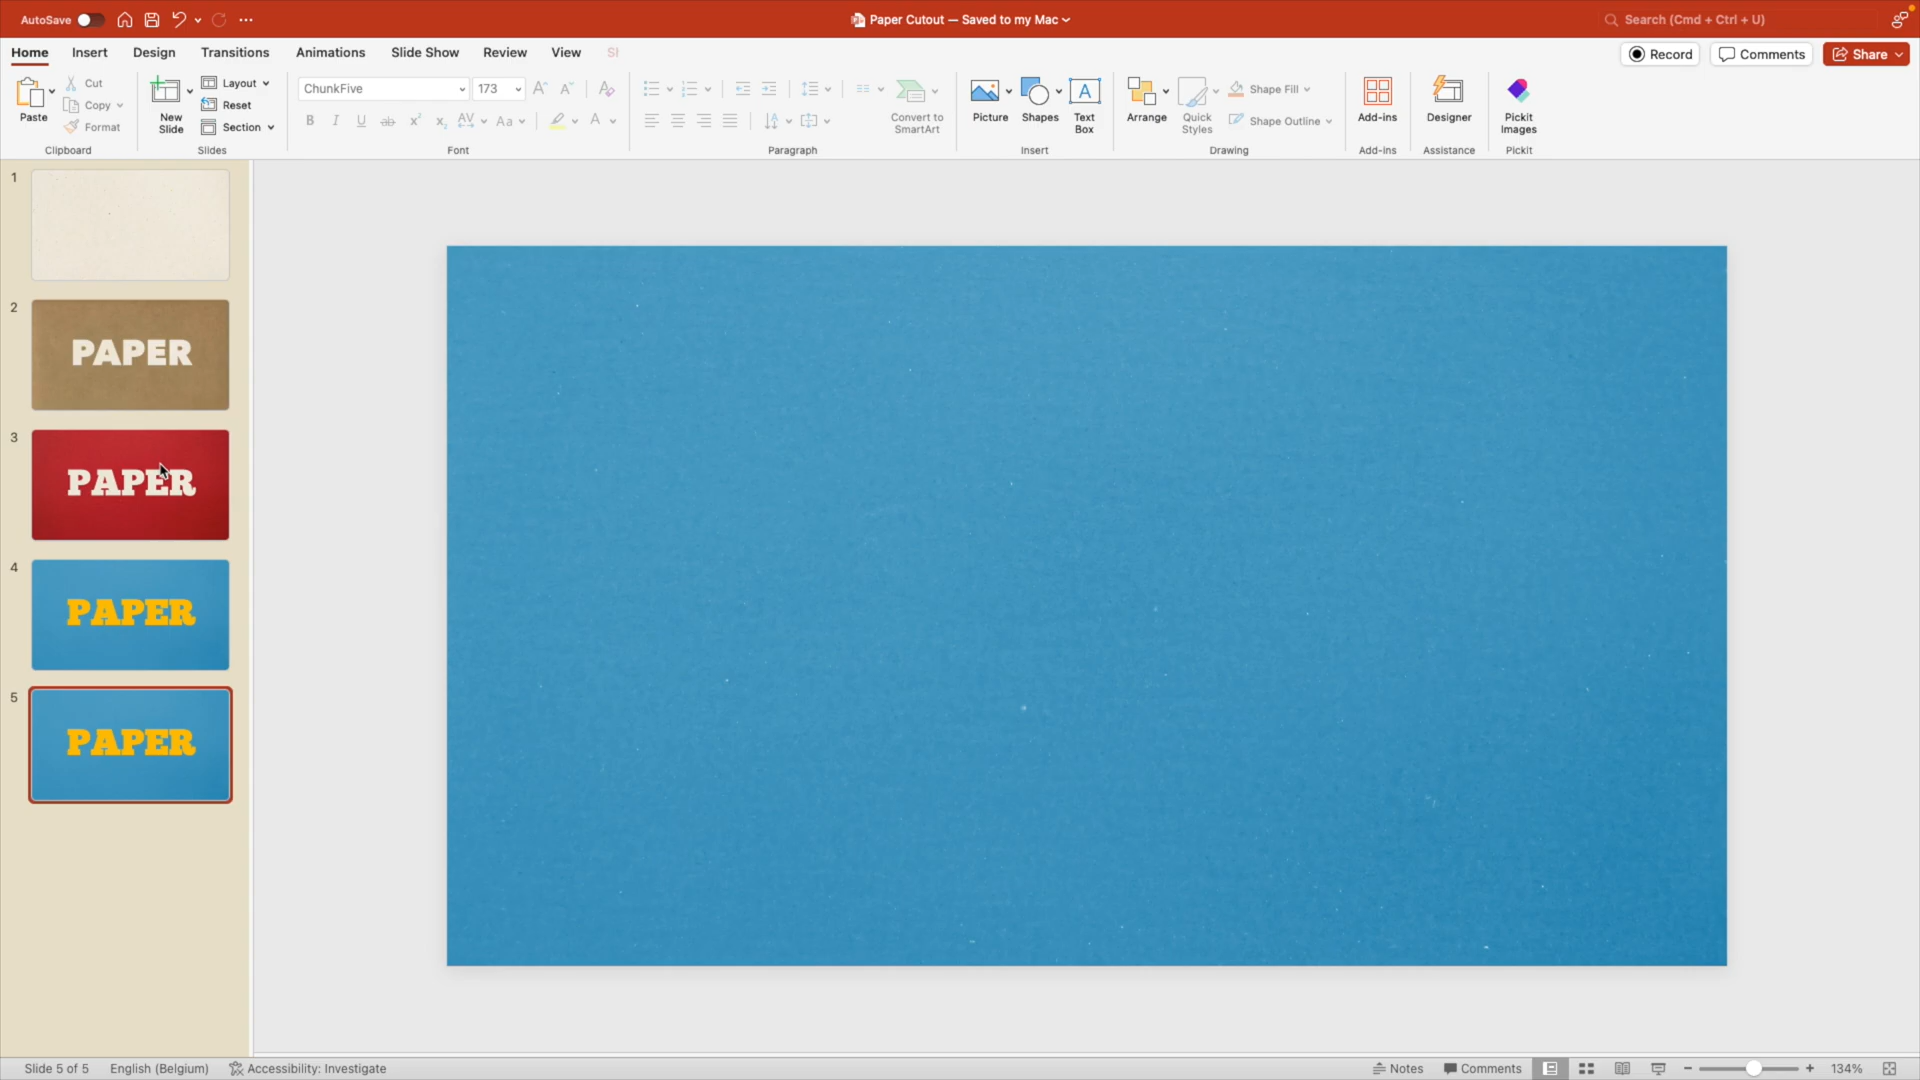 AutoSave
Paper Cutout — Saved to my Mac
Search (Cmd + Ctrl + U)
Home Insert Design Transitions Animations Slide Show Review View
Record Comments Share
Paste
Cut
Copy
Format
Clipboard
New Slide
Layout
Reset
Section
Slides
ChunkFive 173
Font
Paragraph
Convert to SmartArt
Picture
Shapes
Text Box
Insert
Arrange
Quick Styles
Shape Fill
Shape Outline
Drawing
Add-ins
Add-ins
Designer
Assistance
Pickit Images
Pickit
1
2
PAPER
3
PAPER
4
PAPER
5
PAPER
Slide 5 of 5 English (Belgium) Accessibility: Investigate
Notes Comments 134%